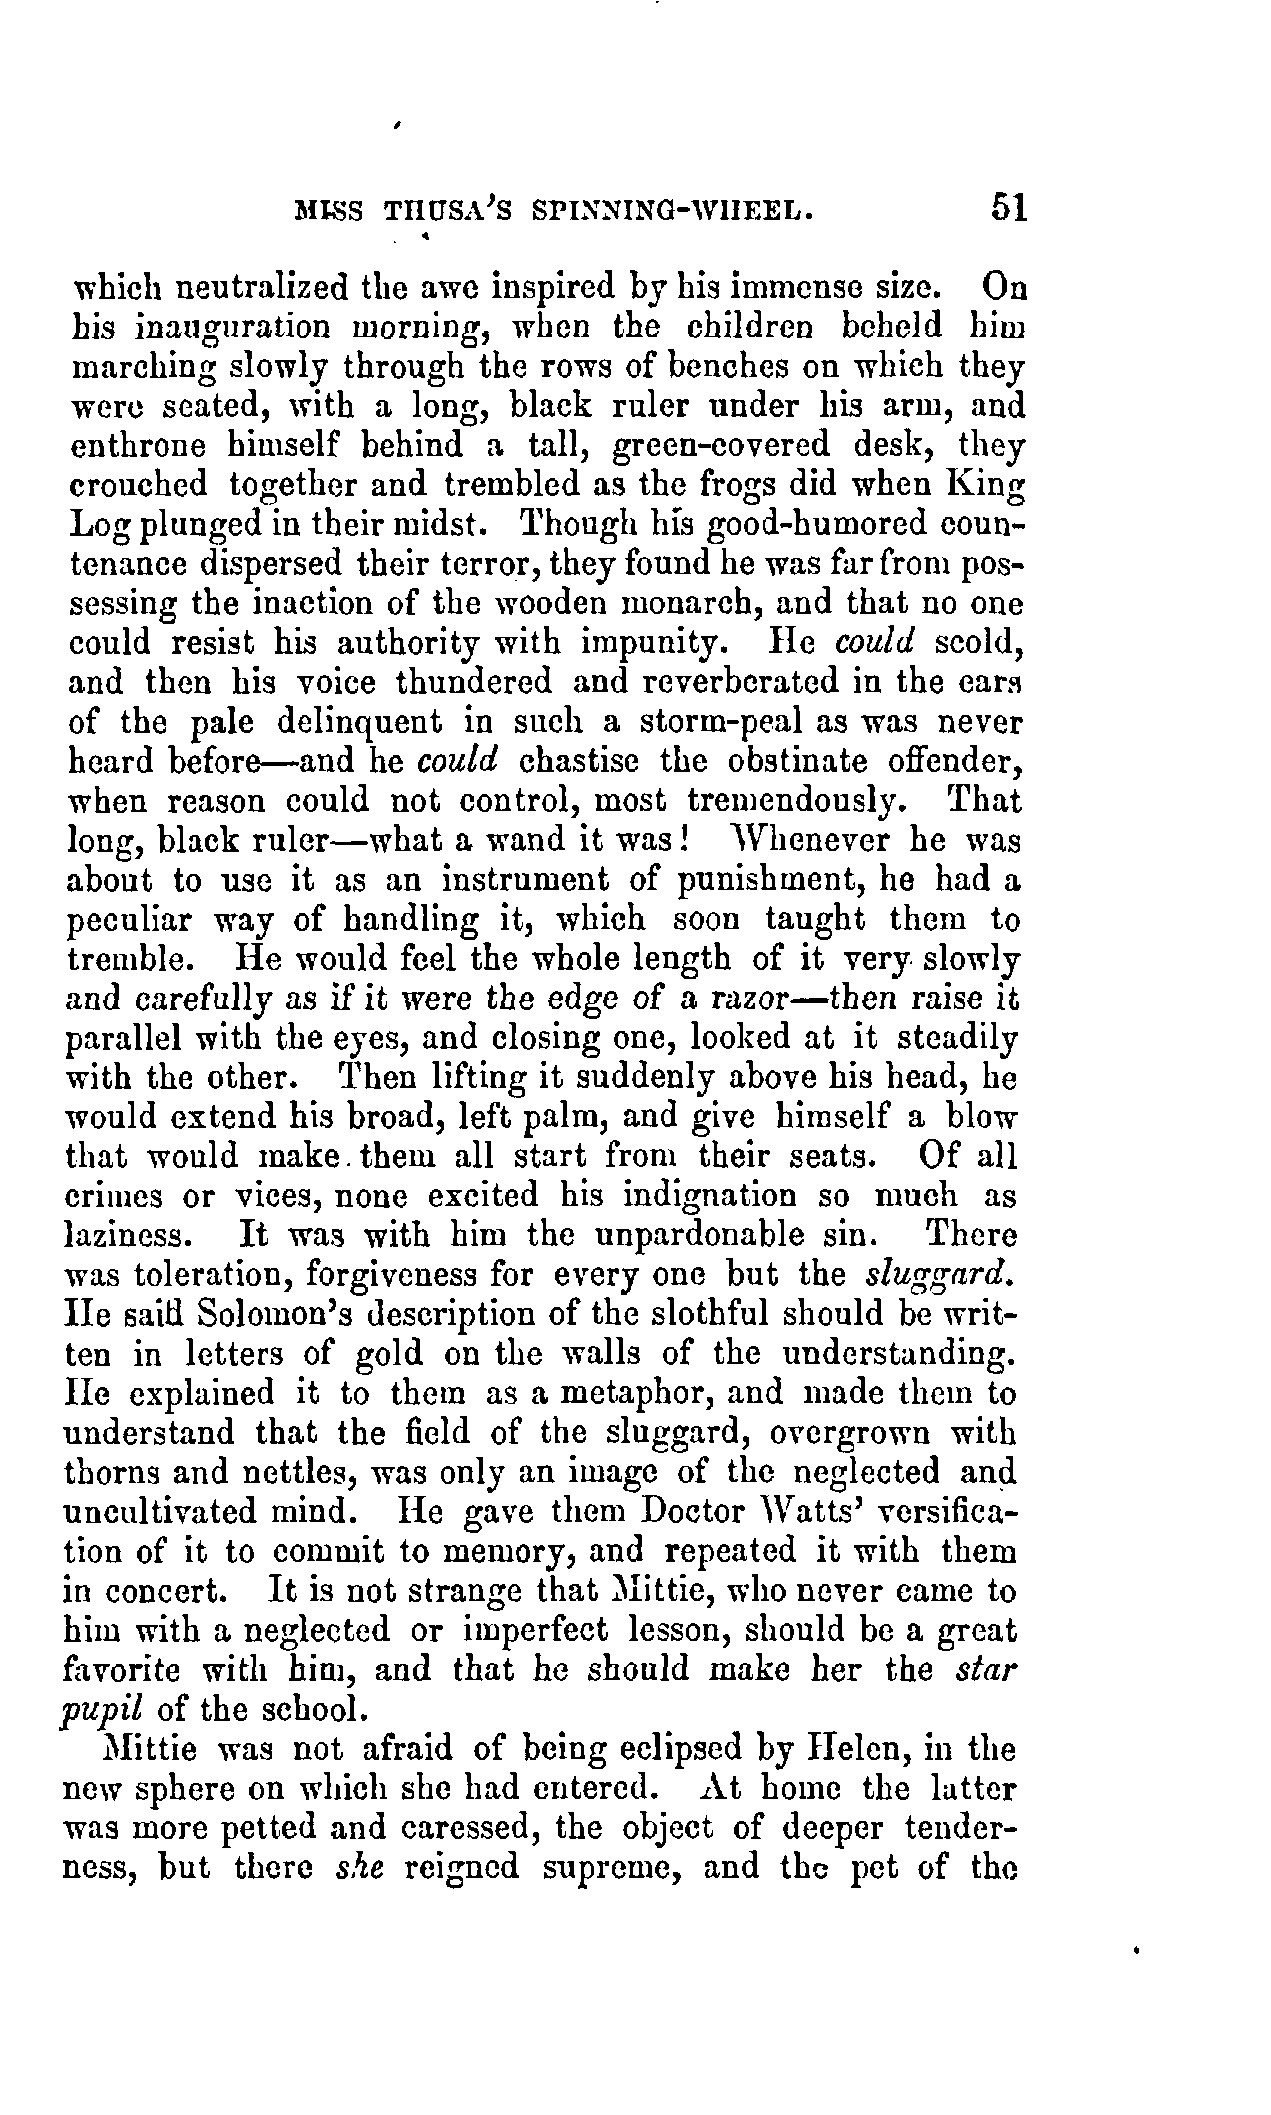 MISS THUSA'S SPINNING-WHEEL. 51
which neutralized the awe inspired by his immense size. On
his inauguration morning, when the children beheld him
marching slowly through the rows of benches on which they
were seated, with a long, black ruler under his arm, and
enthrone himself behind a tall, green-covered desk, they
crouched together and trembled as the frogs did when King
Log plunged in their midst. Though his good-humored coun-
tenance dispersed their terror, they found he was far from pos-
sessing the inaction of the wooden monarch, and that no one
could resist his authority with impunity. He could scold,
and then his voice thundered and reverberated in the ears
of the pale delinquent in such a storm-peal as was never
heard before—and he could chastise the obstinate offender,
when reason could not control, most tremendously. That
long, black ruler—what a wand it was! Whenever he was
about to use it as an instrument of punishment, he had a
peculiar way of handling it, which soon taught them to
tremble. He would feel the whole length of it very slowly
and carefully as if it were the edge of a razor—then raise it
parallel with the eyes, and closing one, looked at it steadily
with the other. Then lifting it suddenly above his head, he
would extend his broad, left palm, and give himself a blow
that would make them all start from their seats. Of all
crimes or vices, none excited his indignation so much as
laziness. It was with him the unpardonable sin. There
was toleration, forgiveness for every one but the sluggard.
He said Solomon's description of the slothful should be writ-
ten in letters of gold on the walls of the understanding.
He explained it to them as a metaphor, and made them to
understand that the field of the sluggard, overgrown with
thorns and nettles, was only an image of the neglected and
uncultivated mind. He gave them Doctor Watts' versifica-
tion of it to commit to memory, and repeated it with them
in concert. It is not strange that Mittie, who never came to
him with a neglected or imperfect lesson, should be a great
favorite with him, and that he should make her the star
pupil of the school.
Mittie was not afraid of being eclipsed by Helen, in the
new sphere on which she had entered. At home the latter
was more petted and caressed, the object of deeper tender-
ness, but there she reigned supreme, and the pet of the